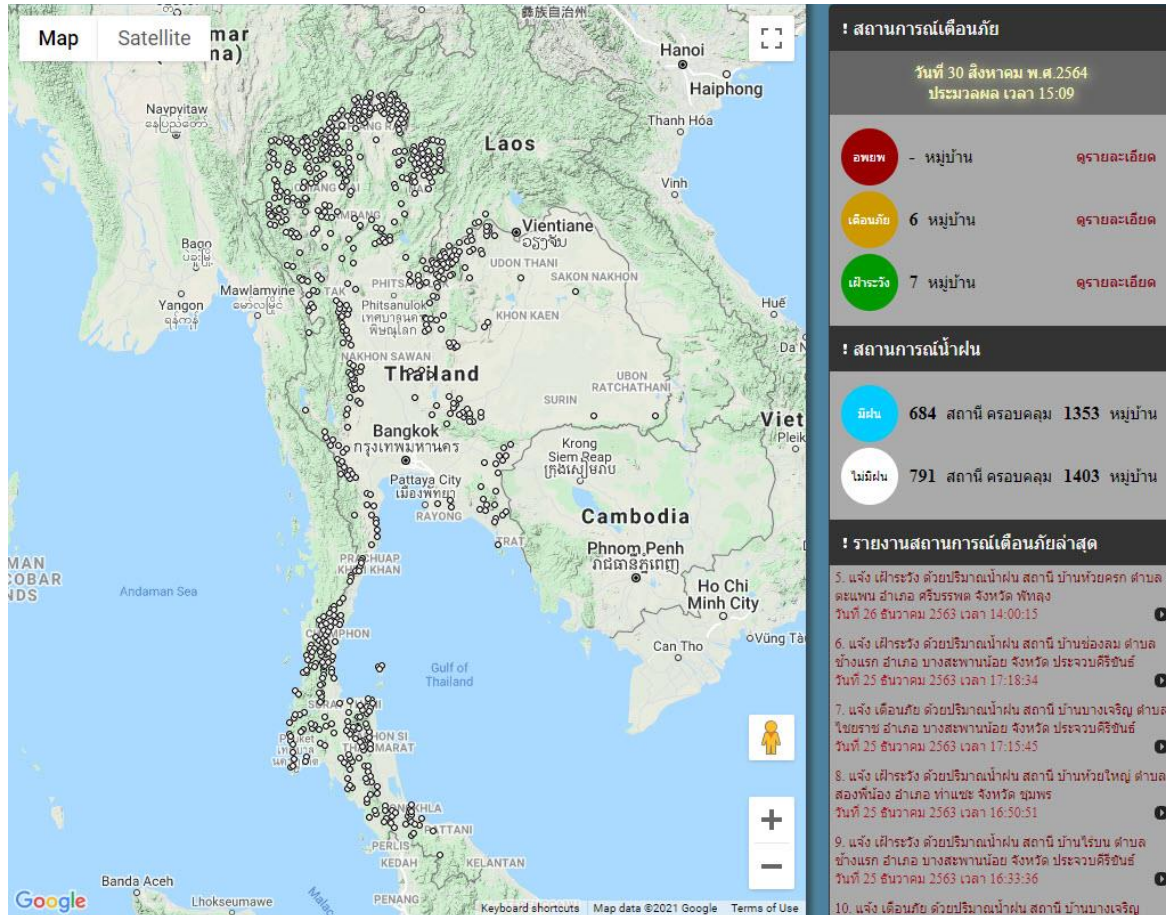 Map
Satellite
Hanoi
Haiphong
Naypyitaw
နေပြည်တော်
Thanh Hóa
Laos
Vinh
Vientiane
ວຽງຈັນ
UDON THANI
SAKON NAKHON
Mawlamyine
Yangon
ရန်ကုန်
TAK
Phitsanulok
พิษณุโลก
KHON KAEN
Huế
NAKHON SAWAN
Thailand
UBON
RATCHATHANI
SURIN
Bangkok
กรุงเทพมหานคร
Krong
Siem Reap
Pattaya City
เมืองพัทยา
RAYONG
Cambodia
TRAT
Phnom Penh
រាជធានីភ្នំពេញ
Ho Chi
Minh City
Andaman Sea
Can Tho
Gulf of
Thailand
PATTANI
PERLIS
KEDAH
KELANTAN
Banda Aceh
Lhokseumawe
PENANG
Google
Keyboard shortcuts
Map data ©2021 Google
Terms of Use
! สถานการณ์เตือนภัย
วันที่ 30 สิงหาคม พ.ศ.2564
ประมวลผล เวลา 15:09
อพยพ - หมู่บ้าน ดูรายละเอียด
เตือนภัย 6 หมู่บ้าน ดูรายละเอียด
เฝ้าระวัง 7 หมู่บ้าน ดูรายละเอียด
! สถานการณ์น้ำฝน
มีฝน 684 สถานี ครอบคลุม 1353 หมู่บ้าน
ไม่มีฝน 791 สถานี ครอบคลุม 1403 หมู่บ้าน
! รายงานสถานการณ์เตือนภัยล่าสุด
5. แจ้ง เฝ้าระวัง ด้วยปริมาณน้ำฝน สถานี บ้านห้วยครก ตำบล
ตะแพน อำเภอ ศรีบรรพต จังหวัด พัทลุง
วันที่ 26 ธันวาคม 2563 เวลา 14:00:15
6. แจ้ง เฝ้าระวัง ด้วยปริมาณน้ำฝน สถานี บ้านช่องลม ตำบล
ช้างแรก อำเภอ บางสะพานน้อย จังหวัด ประจวบคีรีขันธ์
วันที่ 25 ธันวาคม 2563 เวลา 17:18:34
7. แจ้ง เตือนภัย ด้วยปริมาณน้ำฝน สถานี บ้านบางเจริญ ตำบล
ไชยราช อำเภอ บางสะพานน้อย จังหวัด ประจวบคีรีขันธ์
วันที่ 25 ธันวาคม 2563 เวลา 17:15:45
8. แจ้ง เฝ้าระวัง ด้วยปริมาณน้ำฝน สถานี บ้านห้วยใหญ่ ตำบล
สองพี่น้อง อำเภอ ท่าแซะ จังหวัด ชุมพร
วันที่ 25 ธันวาคม 2563 เวลา 16:50:51
9. แจ้ง เฝ้าระวัง ด้วยปริมาณน้ำฝน สถานี บ้านไร่บน ตำบล
ช้างแรก อำเภอ บางสะพานน้อย จังหวัด ประจวบคีรีขันธ์
วันที่ 25 ธันวาคม 2563 เวลา 16:33:36
10. แจ้ง เตือนภัย ด้วยปริมาณน้ำฝน สถานี บ้านบางเจริญ